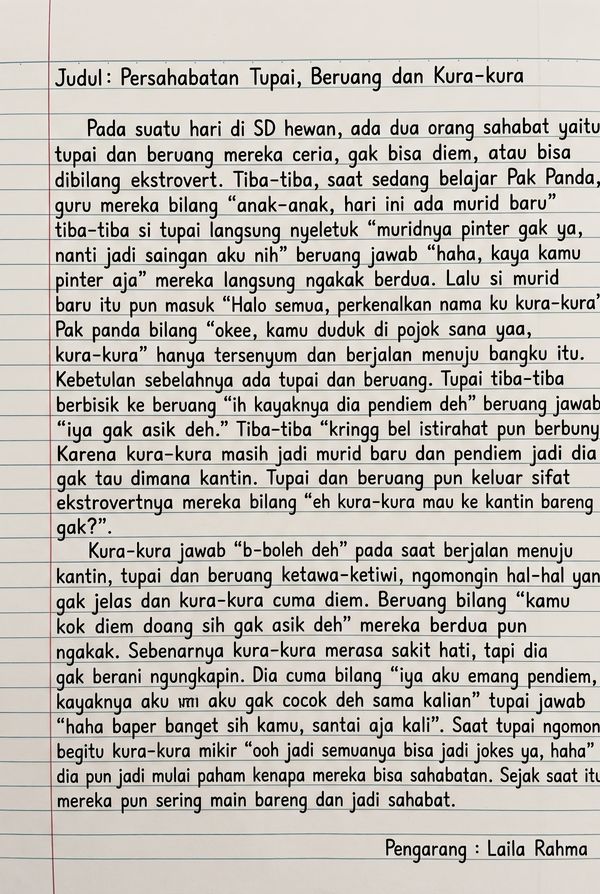 Judul: Persahabatan Tupai, Beruang dan Kura-kura
Pada suatu hari di SD hewan, ada dua orang sahabat yaitu
tupai dan beruang mereka ceria, gak bisa diem, atau bisa
dibilang ekstrovert. Tiba-tiba, saat sedang belajar Pak Panda,
guru mereka bilang “anak-anak, hari ini ada murid baru”
tiba-tiba si tupai langsung nyeletuk “muridnya pinter gak ya,
nanti jadi saingan aku nih” beruang jawab “haha, kaya kamu
pinter aja” mereka langsung ngakak berdua. Lalu si murid
baru itu pun masuk “Halo semua, perkenalkan nama ku kura-kura”
Pak panda bilang “okee, kamu duduk di pojok sana yaa,
kura-kura” hanya tersenyum dan berjalan menuju bangku itu.
Kebetulan sebelahnya ada tupai dan beruang. Tupai tiba-tiba
berbisik ke beruang “ih kayaknya dia pendiem deh” beruang jawab
“iya gak asik deh.” Tiba-tiba “kringg bel istirahat pun berbuny
Karena kura-kura masih jadi murid baru dan pendiem jadi dia
gak tau dimana kantin. Tupai dan beruang pun keluar sifat
ekstrovertnya mereka bilang “eh kura-kura mau ke kantin bareng
gak?”.
Kura-kura jawab “b-boleh deh” pada saat berjalan menuju
kantin, tupai dan beruang ketawa-ketiwi, ngomongin hal-hal yan
gak jelas dan kura-kura cuma diem. Beruang bilang “kamu
kok diem doang sih gak asik deh” mereka berdua pun
ngakak. Sebenarnya kura-kura merasa sakit hati, tapi dia
gak berani ngungkapin. Dia cuma bilang “iya aku emang pendiem,
kayaknya aku aku gak cocok deh sama kalian” tupai jawab
“haha baper banget sih kamu, santai aja kali”. Saat tupai ngomon
begitu kura-kura mikir “ooh jadi semuanya bisa jadi jokes ya, haha”
dia pun jadi mulai paham kenapa mereka bisa sahabatan. Sejak saat itu
mereka pun sering main bareng dan jadi sahabat.
Pengarang : Laila Rahma